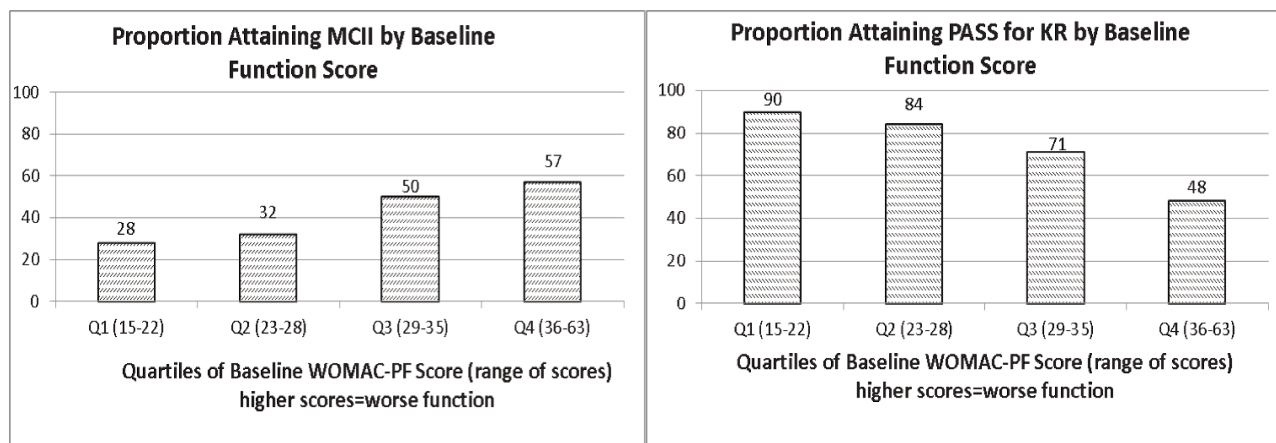 Proportion Attaining MCII by Baseline
Function Score
100
80
60
40
20
0
28
32
50
57
Q1 (15-22)
Q2 (23-28)
Q3 (29-35)
Q4 (36-63)
Quartiles of Baseline WOMAC-PF Score (range of scores)
higher scores=worse function
Proportion Attaining PASS for KR by Baseline
Function Score
100
80
60
40
20
0
90
84
71
48
Q1 (15-22)
Q2 (23-28)
Q3 (29-35)
Q4 (36-63)
Quartiles of Baseline WOMAC-PF Score (range of scores)
higher scores=worse function